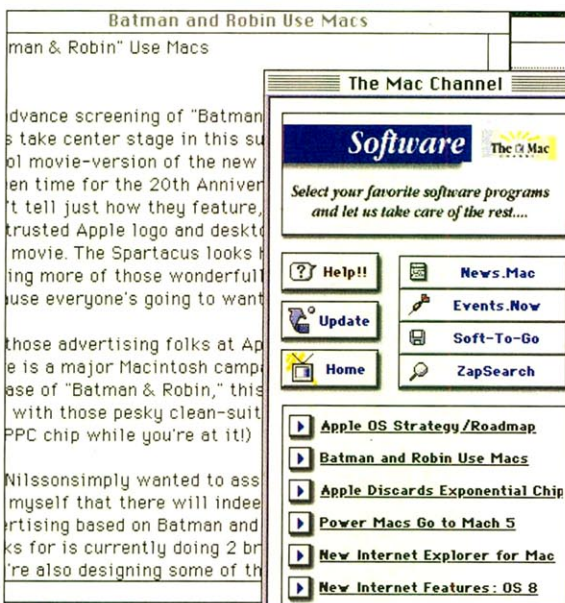 Batman and Robin Use Macs
man & Robin" Use Macs
dvance screening of "Batman
s take center stage in this su
ol movie-version of the new
en time for the 20th Anniver
't tell just how they feature,
trusted Apple logo and deskto
movie. The Spartacus looks
ing more of those wonderful
use everyone's going to want
those advertising folks at Ap
e is a major Macintosh camp
ase of "Batman & Robin," this
with those pesky clean-suit
PPC chip while you're at it!)
Nilssonsimply wanted to ass
myself that there will indee
rtising based on Batman and
ks for is currently doing 2 br
're also designing some of th
The Mac Channel
Software
The Mac
CHANNEL
Select your favorite software programs
and let us take care of the rest....
Help!!
Update
Home
News.Mac
Events.Now
Soft-To-Go
ZapSearch
Apple OS Strategy/Roadmap
Batman and Robin Use Macs
Apple Discards Exponential Chip
Power Macs Go to Mach 5
New Internet Explorer for Mac
New Internet Features: OS 8